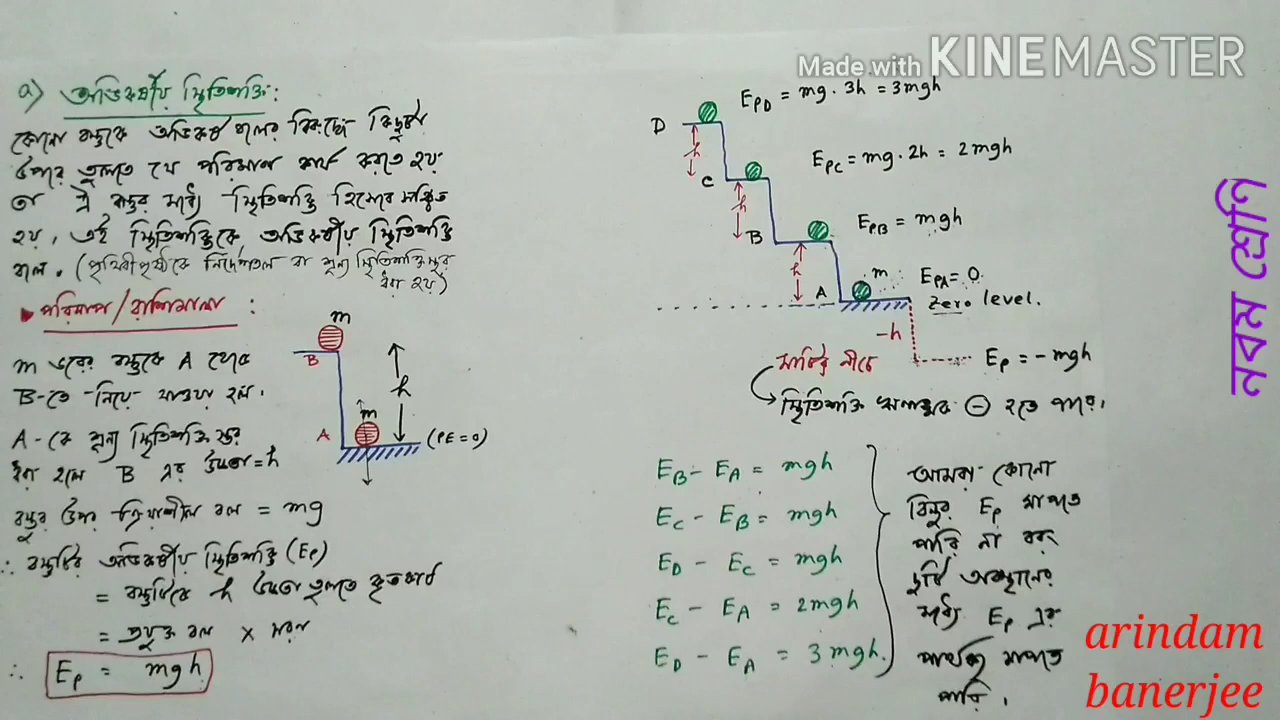 Made with KINEMASTER
a) অভিকর্ষীয় স্থিতিশক্তি :
কোনো বস্তুকে অভিকর্ষ বলের বিরুদ্ধে কিছুটা
উপরে তুলতে যে পরিমাণ কার্য করতে হয়
তা ঐ বস্তুর মধ্যে স্থিতিশক্তি হিসেবে সঞ্চিত
হয়, এই স্থিতিশক্তিকে অভিকর্ষীয় স্থিতিশক্তি
বলে. (পৃথিবীপৃষ্ঠকে নির্দেশতল বা শূন্য স্থিতিশক্তি স্তর
ধরা হয়)
পরিমাপ / রাশিমালা :
m ভরের বস্তুকে A থেকে
B-তে নিয়ে যাওয়া হল.
A-কে শূন্য স্থিতিশক্তি স্তর
ধরা হলে B এর উচ্চতা = h
বস্তুর উপর ক্রিয়াশীল বল = mg
∴ বস্তুটির অভিকর্ষীয় স্থিতিশক্তি (Ep)
= বস্তুটিকে h উচ্চতা তুলতে কৃতকার্য
= প্রযুক্ত বল × সরণ
∴ Ep = mgh
m
B
h
m
A
(PE = 0)
D
EPD = mg. 3h = 3mgh
h
C
EPC = mg. 2h = 2mgh
h
B
EPB = mgh
h
A
m
EPA = 0.
Zero level.
-h
মাটির নীচে
Ep = - mgh
স্থিতিশক্তি ঋণাত্মক ⊖ হতে পারে.
EB - EA = mgh
EC - EB = mgh
ED - EC = mgh
EC - EA = 2mgh
ED - EA = 3mgh.
আমরা কোনো
বিন্দুর Ep মাপতে
পারি না বরং
দুটি অবস্থানের
মধ্যে Ep এর
পার্থক্য মাপতে
পারি.
নবম শ্রেণি
arindam
banerjee